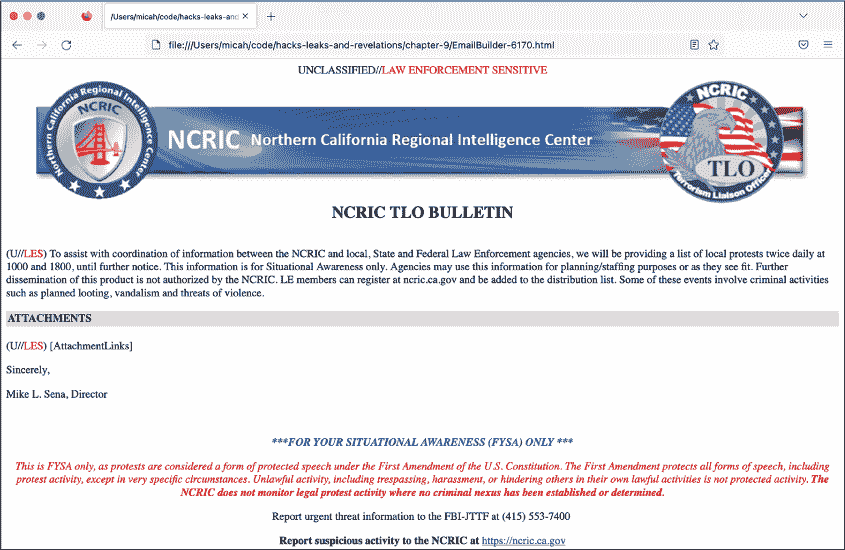 /Users/micah/code/hacks-leaks-and
file:///Users/micah/code/hacks-leaks-and-revelations/chapter-9/EmailBuilder-6170.html
UNCLASSIFIED//LAW ENFORCEMENT SENSITIVE
Northern California Regional Intelligence Center
NCRIC
NCRIC Northern California Regional Intelligence Center
NCRIC
TLO
Terrorism Liaison Officer
NCRIC TLO BULLETIN
(U//LES) To assist with coordination of information between the NCRIC and local, State and Federal Law Enforcement agencies, we will be providing a list of local protests twice daily at
1000 and 1800, until further notice. This information is for Situational Awareness only. Agencies may use this information for planning/staffing purposes or as they see fit. Further
dissemination of this product is not authorized by the NCRIC. LE members can register at ncric.ca.gov and be added to the distribution list. Some of these events involve criminal activities
such as planned looting, vandalism and threats of violence.
ATTACHMENTS
(U//LES) [AttachmentLinks]
Sincerely,
Mike L. Sena, Director
***FOR YOUR SITUATIONAL AWARENESS (FYSA) ONLY ***
This is FYSA only, as protests are considered a form of protected speech under the First Amendment of the U.S. Constitution. The First Amendment protects all forms of speech, including
protest activity, except in very specific circumstances. Unlawful activity, including trespassing, harassment, or hindering others in their own lawful activities is not protected activity. The
NCRIC does not monitor legal protest activity where no criminal nexus has been established or determined.
Report urgent threat information to the FBI-JTTF at (415) 553-7400
Report suspicious activity to the NCRIC at https://ncric.ca.gov